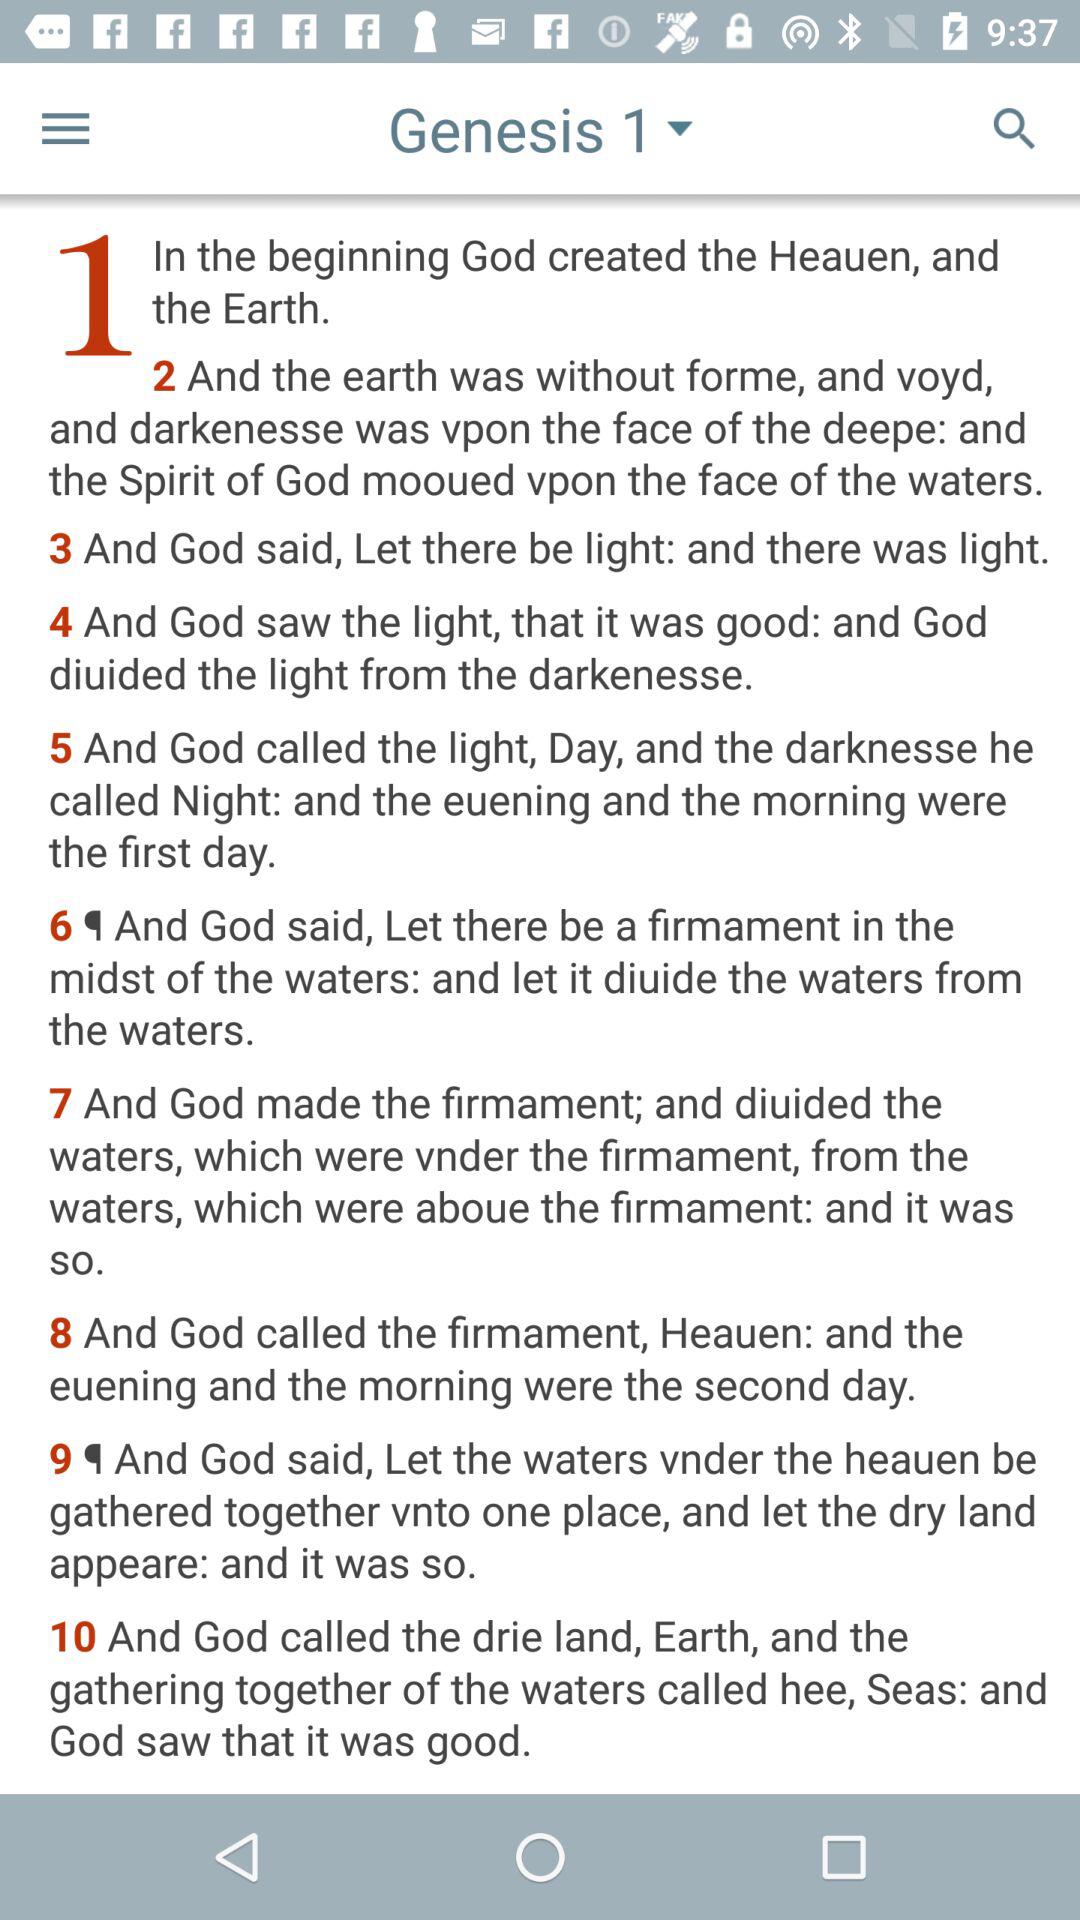 FAKE
9:37
Genesis 1
1 In the beginning God created the Heauen, and
the Earth.
2 And the earth was without forme, and voyd,
and darkenesse was vpon the face of the deepe: and
the Spirit of God mooued vpon the face of the waters.
3 And God said, Let there be light: and there was light.
4 And God saw the light, that it was good: and God
diuided the light from the darkenesse.
5 And God called the light, Day, and the darknesse he
called Night: and the euening and the morning were
the first day.
6 ¶ And God said, Let there be a firmament in the
midst of the waters: and let it diuide the waters from
the waters.
7 And God made the firmament; and diuided the
waters, which were vnder the firmament, from the
waters, which were aboue the firmament: and it was
so.
8 And God called the firmament, Heauen: and the
euening and the morning were the second day.
9 ¶ And God said, Let the waters vnder the heauen be
gathered together vnto one place, and let the dry land
appeare: and it was so.
10 And God called the drie land, Earth, and the
gathering together of the waters called hee, Seas: and
God saw that it was good.